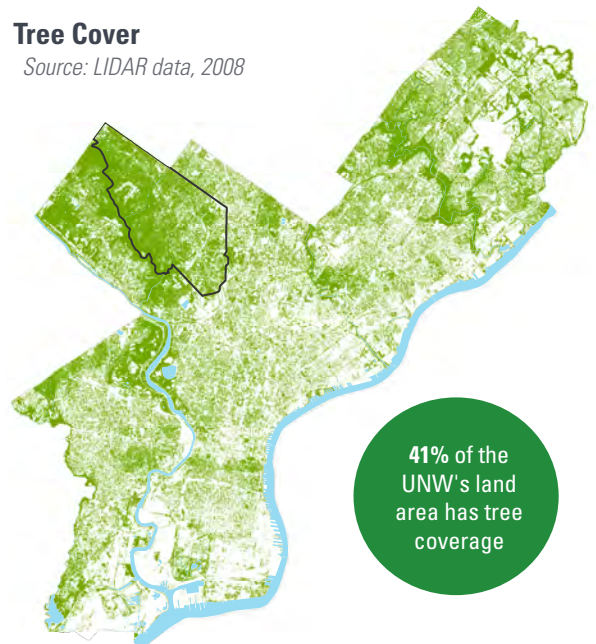 Tree Cover
Source: LIDAR data, 2008
41% of the
UNW's land
area has tree
coverage